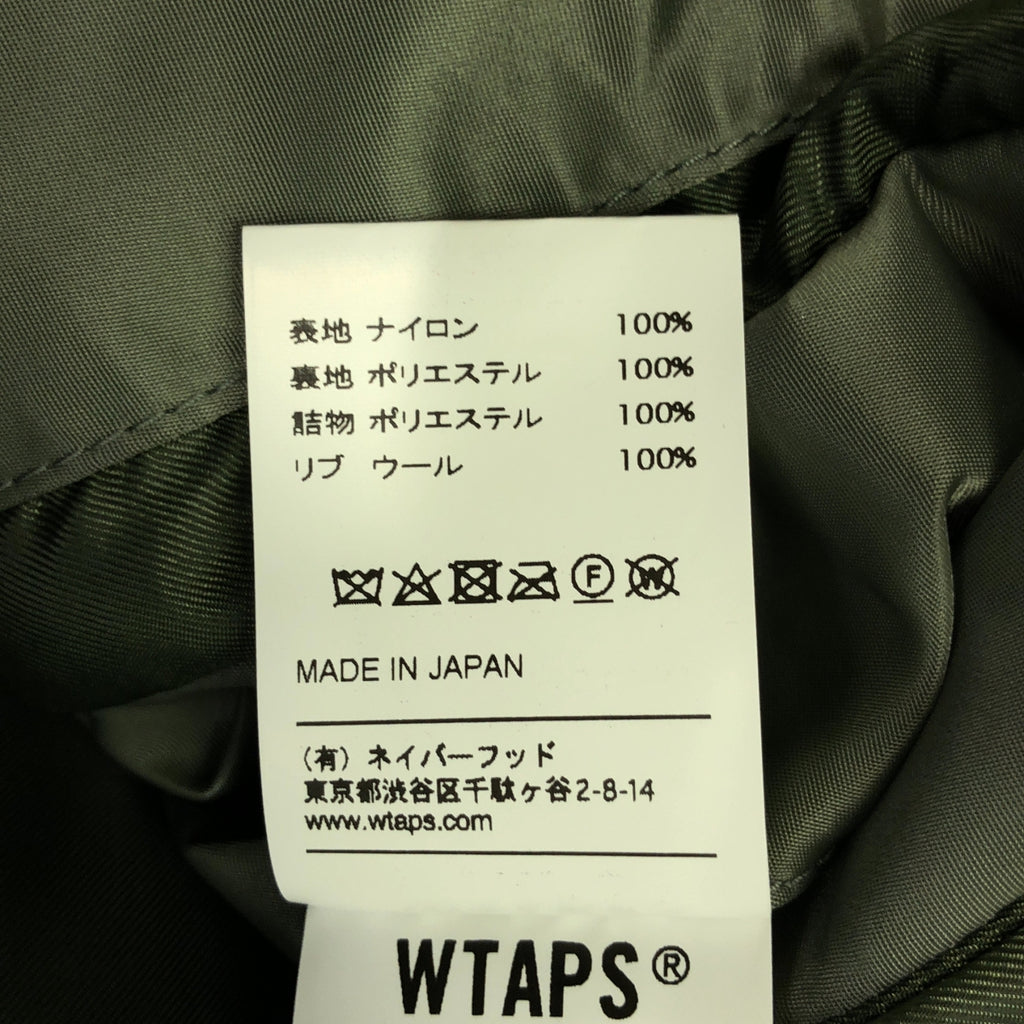 表地 ナイロン 100%
裏地 ポリエステル 100%
詰物 ポリエステル 100%
リブ ウール 100%
F W
MADE IN JAPAN
(有) ネイバーフッド
東京都渋谷区千駄ヶ谷2-8-14
www.wtaps.com
WTAPS®